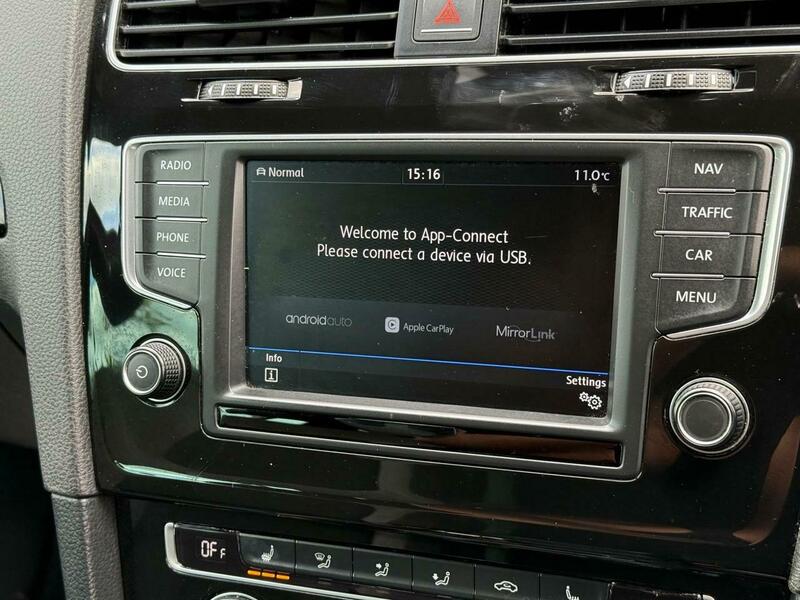 RADIO
MEDIA
PHONE
VOICE
Normal
15:16
11.0°C
Welcome to App-Connect
Please connect a device via USB.
androidauto
Apple CarPlay
MirrorLink
Info
i
Settings
NAV
TRAFFIC
CAR
MENU
OFF